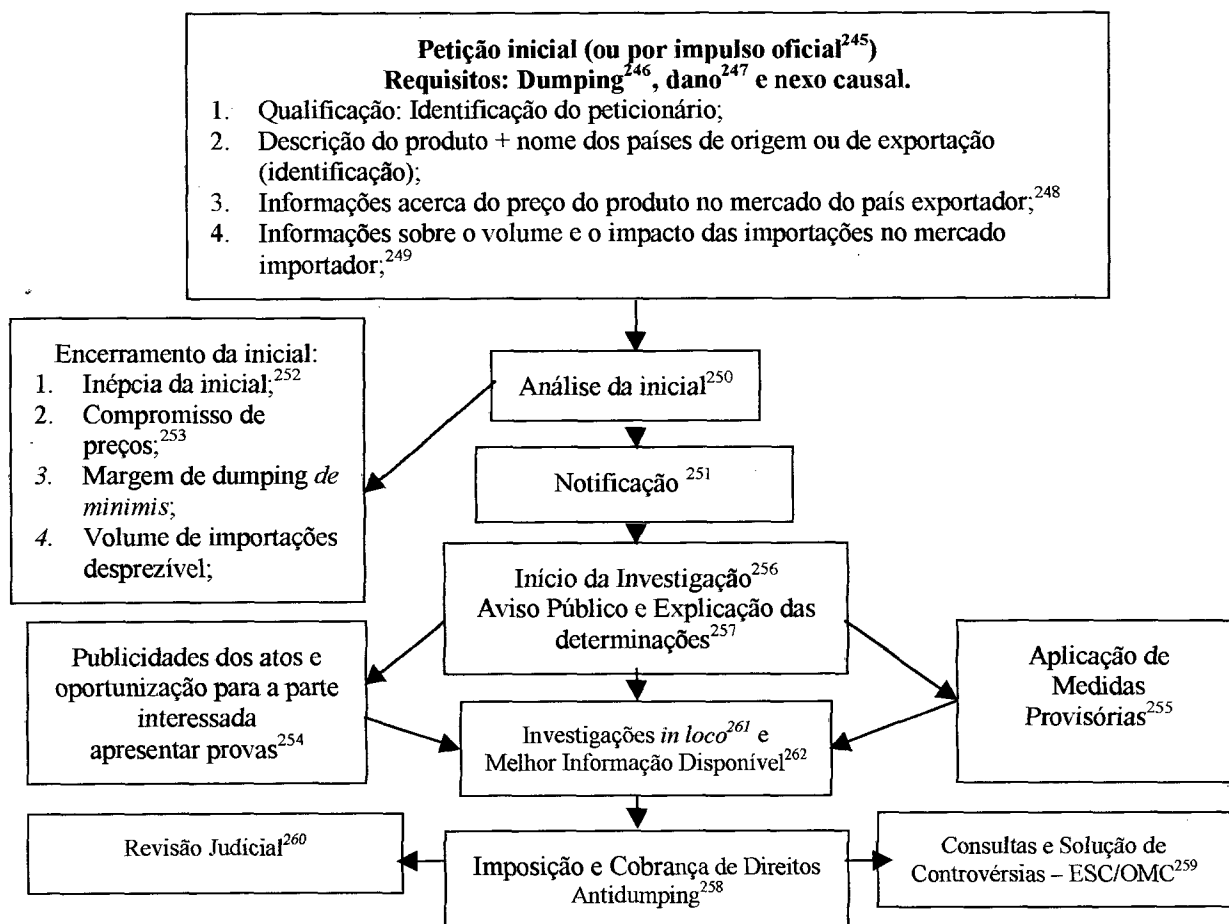 Petição inicial (ou por impulso oficial²⁴⁵)
Requisitos: Dumping²⁴⁶, dano²⁴⁷ e nexo causal.
1. Qualificação: Identificação do peticionário;
2. Descrição do produto + nome dos países de origem ou de exportação
(identificação);
3. Informações acerca do preço do produto no mercado do país exportador;²⁴⁸
4. Informações sobre o volume e o impacto das importações no mercado
importador;²⁴⁹
Encerramento da inicial:
1. Inépcia da inicial;²⁵²
2. Compromisso de
preços;²⁵³
3. Margem de dumping de
minimis;
4. Volume de importações
desprezível;
Análise da inicial²⁵⁰
Notificação ²⁵¹
Início da Investigação²⁵⁶
Aviso Público e Explicação das
determinações²⁵⁷
Publicidades dos atos e
oportunização para a parte
interessada
apresentar provas²⁵⁴
Investigações in loco²⁶¹ e
Melhor Informação Disponível²⁶²
Aplicação de
Medidas
Provisórias²⁵⁵
Revisão Judicial²⁶⁰
Imposição e Cobrança de Direitos
Antidumping²⁵⁸
Consultas e Solução de
Controvérsias – ESC/OMC²⁵⁹